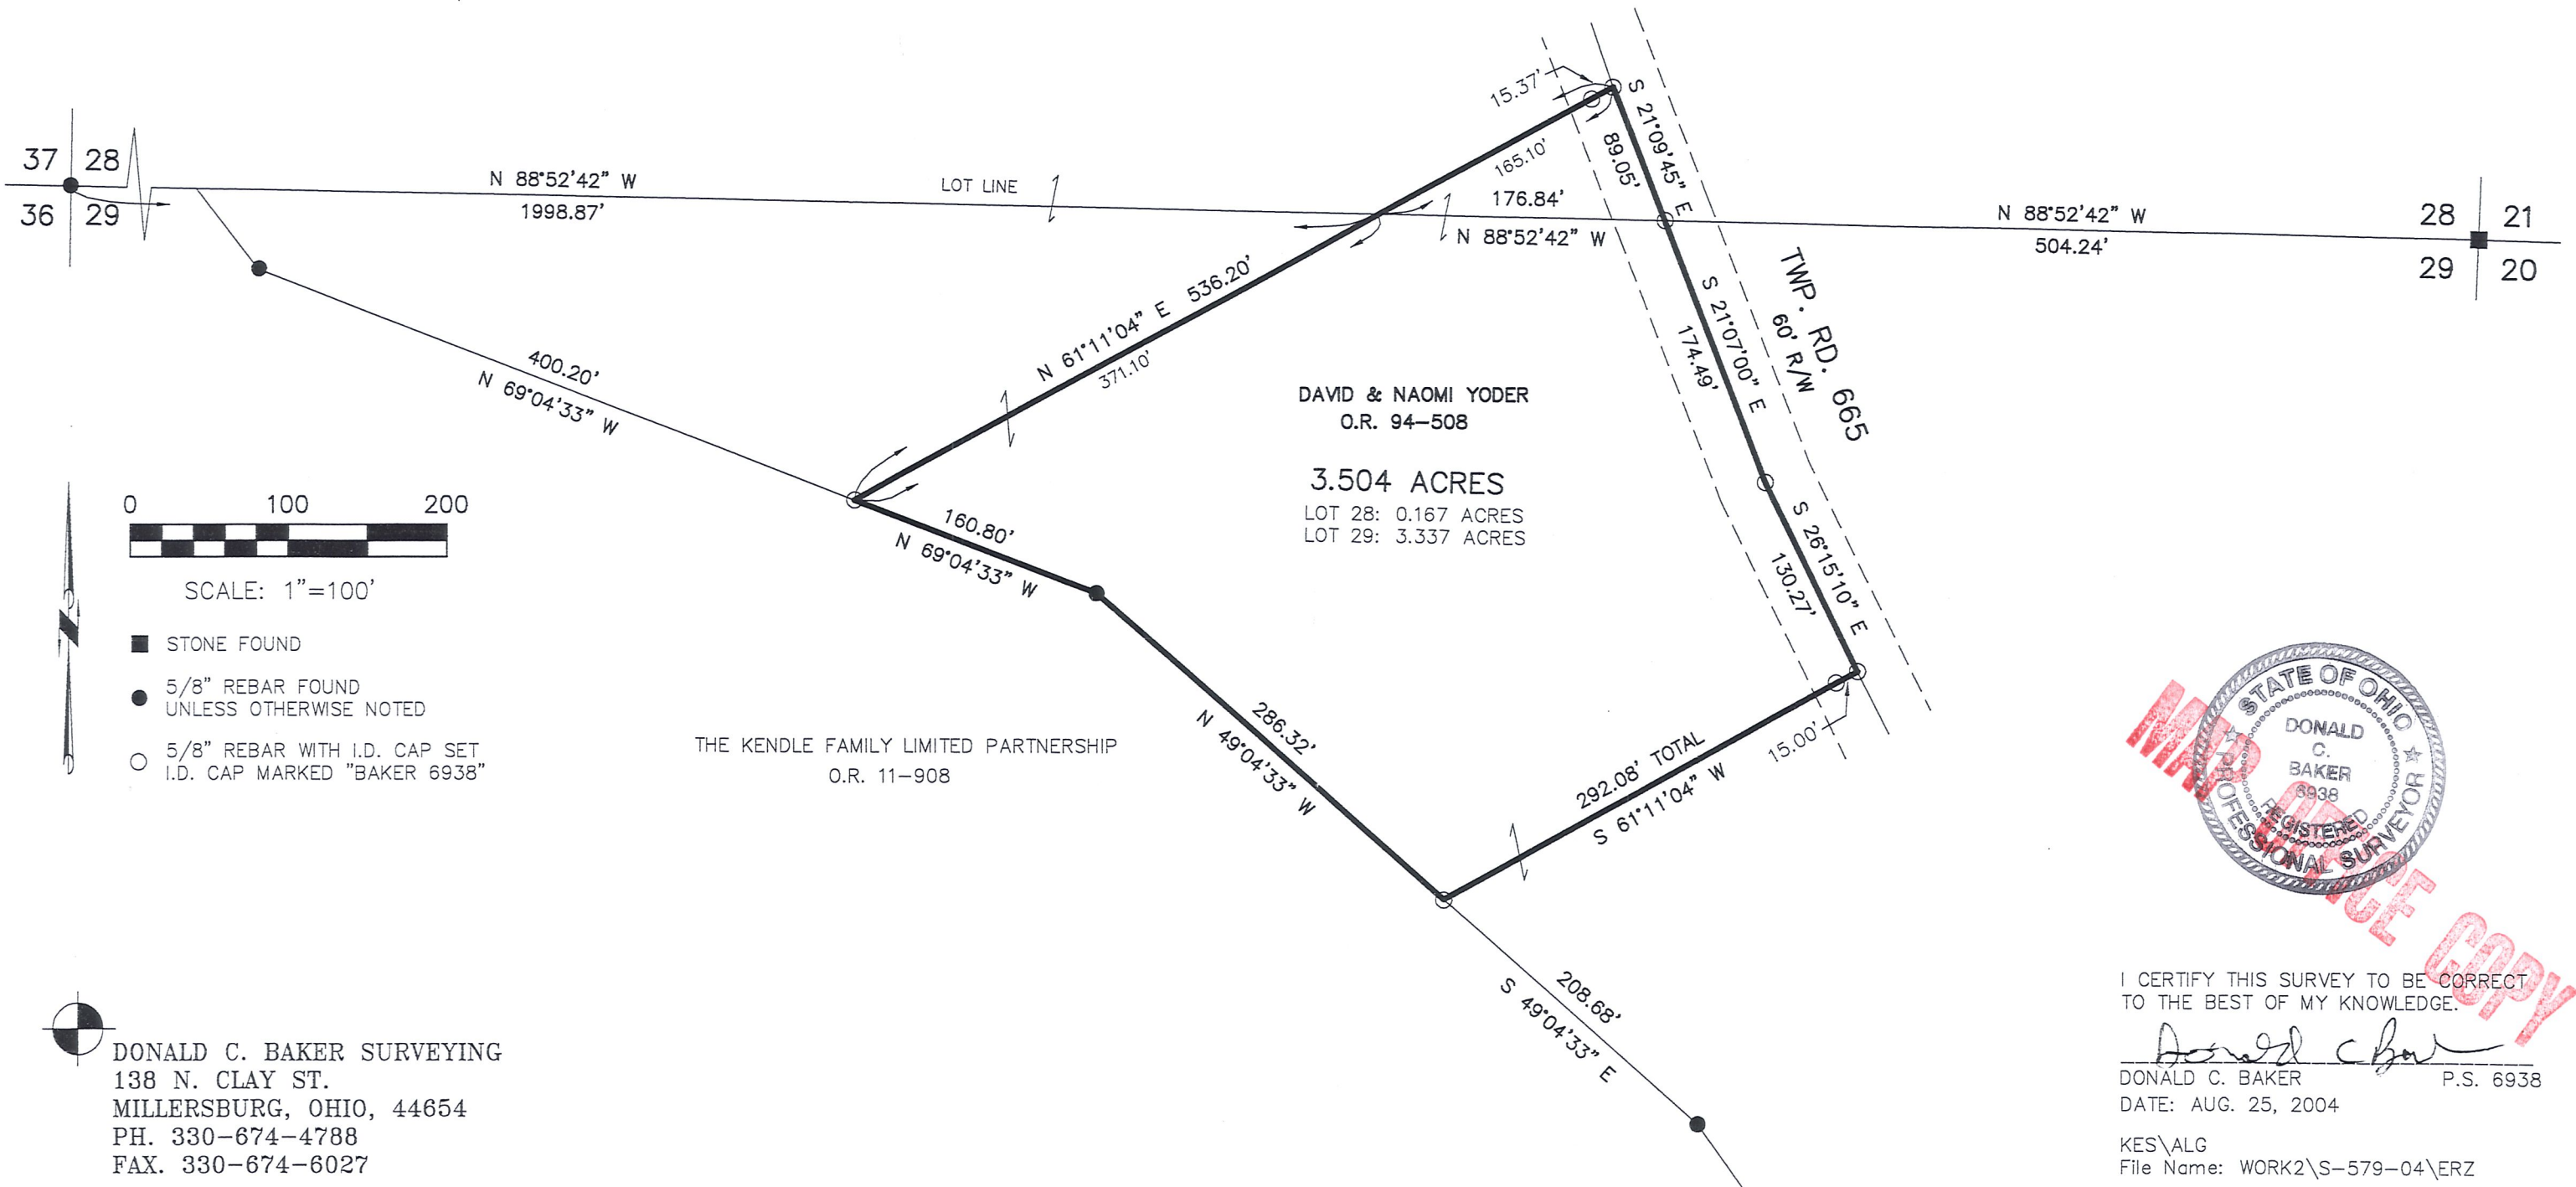 37 28
36 29
N 88°52'42" W
1998.87'
LOT LINE
15.37'
165.10'
S 21°09'45" E
89.05'
176.84'
N 88°52'42" W
N 88°52'42" W
504.24'
28 21
29 20
TWP. RD. 665
60' R/W
S 21°07'00" E
174.49'
N 61°11'04" E 536.20'
371.10'
400.20'
N 69°04'33" W
DAVID & NAOMI YODER
O.R. 94-508
3.504 ACRES
LOT 28: 0.167 ACRES
LOT 29: 3.337 ACRES
S 26°15'10" E
130.27'
160.80'
N 69°04'33" W
0 100 200
SCALE: 1"=100'
STONE FOUND
5/8" REBAR FOUND
UNLESS OTHERWISE NOTED
5/8" REBAR WITH I.D. CAP SET
I.D. CAP MARKED "BAKER 6938"
THE KENDLE FAMILY LIMITED PARTNERSHIP
O.R. 11-908
286.32'
N 49°04'33" W
292.08' TOTAL
S 61°11'04" W
15.00'
208.68'
S 49°04'33" E
STATE OF OHIO
DONALD
C.
BAKER
6938
REGISTERED
PROFESSIONAL SURVEYOR
MAP OFFICE COPY
I CERTIFY THIS SURVEY TO BE CORRECT
TO THE BEST OF MY KNOWLEDGE.
Donald C Baker
DONALD C. BAKER P.S. 6938
DATE: AUG. 25, 2004
KES\ALG
File Name: WORK2\S-579-04\ERZ
DONALD C. BAKER SURVEYING
138 N. CLAY ST.
MILLERSBURG, OHIO, 44654
PH. 330-674-4788
FAX. 330-674-6027